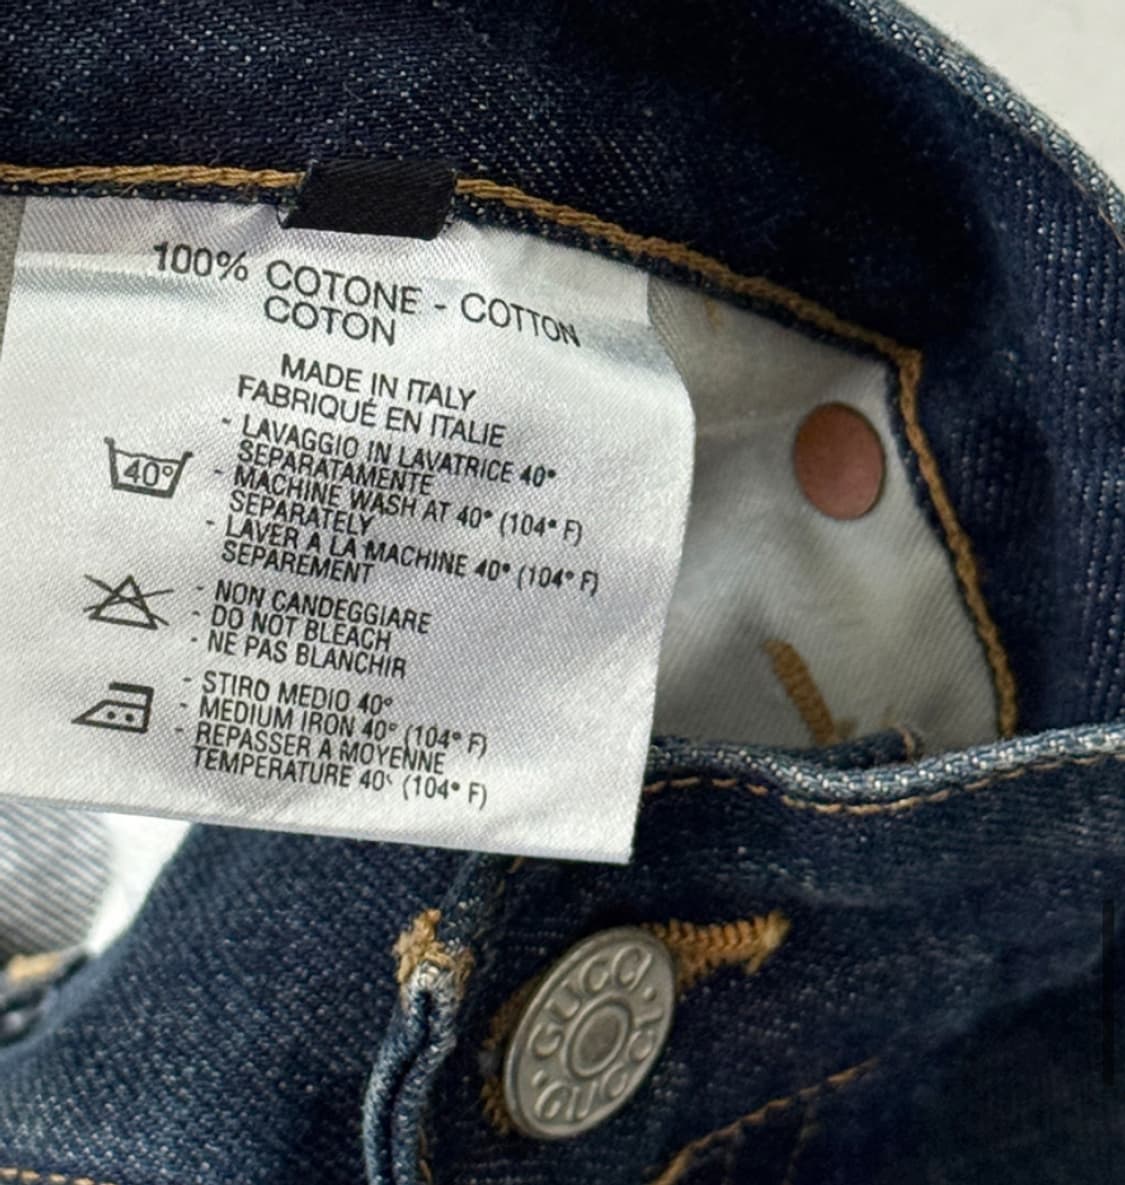 100% COTONE - COTTON
COTON
MADE IN ITALY
FABRIQUÉ EN ITALIE
- LAVAGGIO IN LAVATRICE 40°
SEPARATAMENTE
40°
- MACHINE WASH AT 40° (104° F)
SEPARATELY
- LAVER A LA MACHINE 40° (104° F)
SEPAREMENT
- NON CANDEGGIARE
- DO NOT BLEACH
- NE PAS BLANCHIR
- STIRO MEDIO 40°
- MEDIUM IRON 40° (104° F)
- REPASSER A MOYENNE
TEMPERATURE 40° (104° F)
GUCCI · GUCCI ·